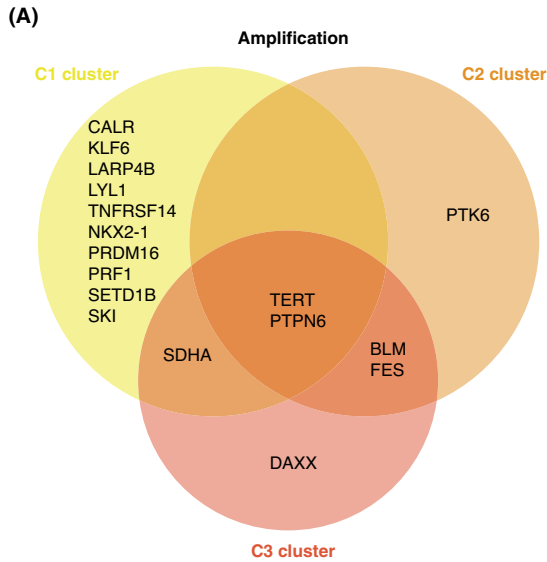 (A)
Amplification
C1 cluster
C2 cluster
CALR
KLF6
LARP4B
LYL1
TNFRSF14
NKX2-1
PRDM16
PRF1
SETD1B
SKI
PTK6
TERT
PTPN6
SDHA
BLM
FES
DAXX
C3 cluster